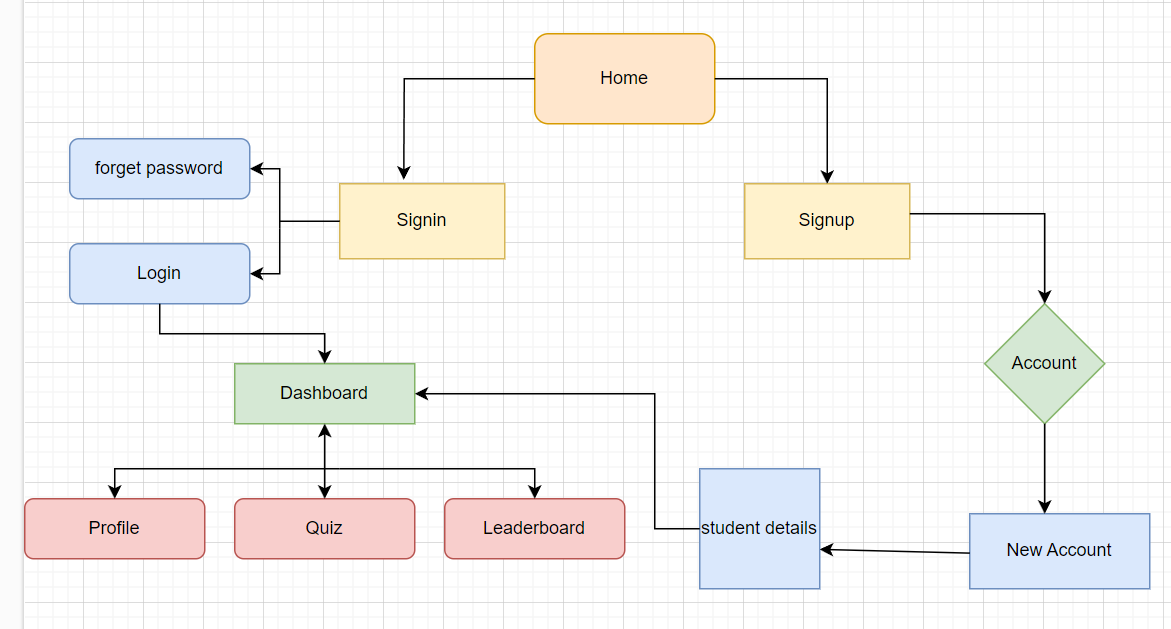 Home
forget password
Signin
Signup
Login
Account
Dashboard
Profile
Quiz
Leaderboard
student details
New Account